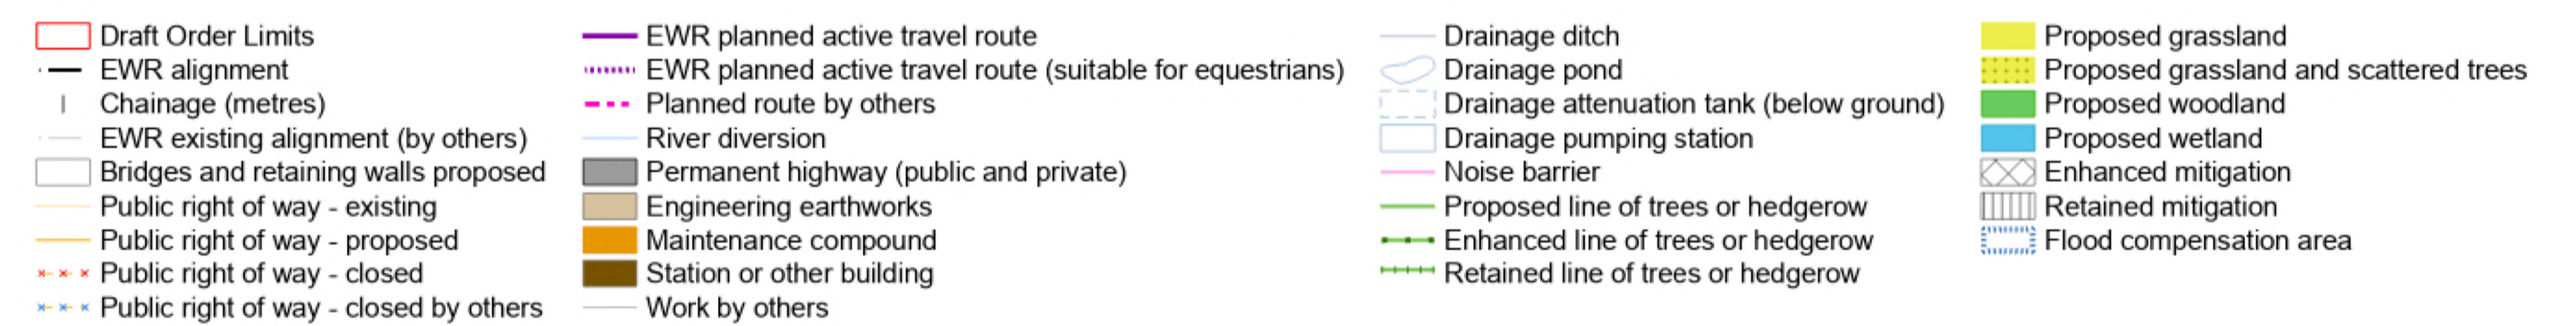 Draft Order Limits
EWR alignment
Chainage (metres)
EWR existing alignment (by others)
Bridges and retaining walls proposed
Public right of way - existing
Public right of way - proposed
Public right of way - closed
Public right of way - closed by others
EWR planned active travel route
EWR planned active travel route (suitable for equestrians)
Planned route by others
River diversion
Permanent highway (public and private)
Engineering earthworks
Maintenance compound
Station or other building
Work by others
Drainage ditch
Drainage pond
Drainage attenuation tank (below ground)
Drainage pumping station
Noise barrier
Proposed line of trees or hedgerow
Enhanced line of trees or hedgerow
Retained line of trees or hedgerow
Proposed grassland
Proposed grassland and scattered trees
Proposed woodland
Proposed wetland
Enhanced mitigation
Retained mitigation
Flood compensation area